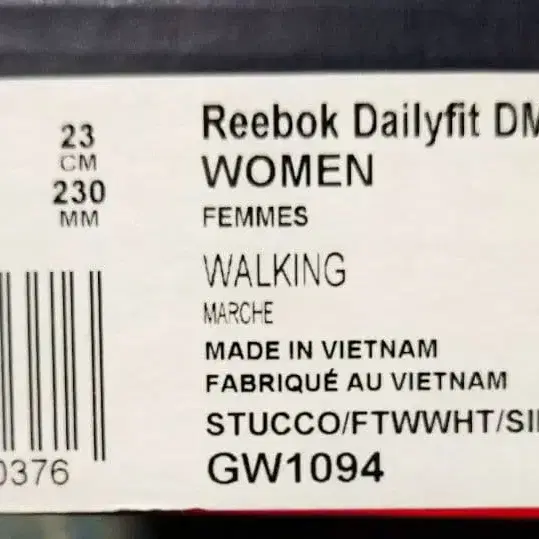 23
CM
230
MM
Reebok Dailyfit DM
WOMEN
FEMMES
WALKING
MARCHE
MADE IN VIETNAM
FABRIQUÉ AU VIETNAM
STUCCO/FTWWHT/SI
GW1094
0376